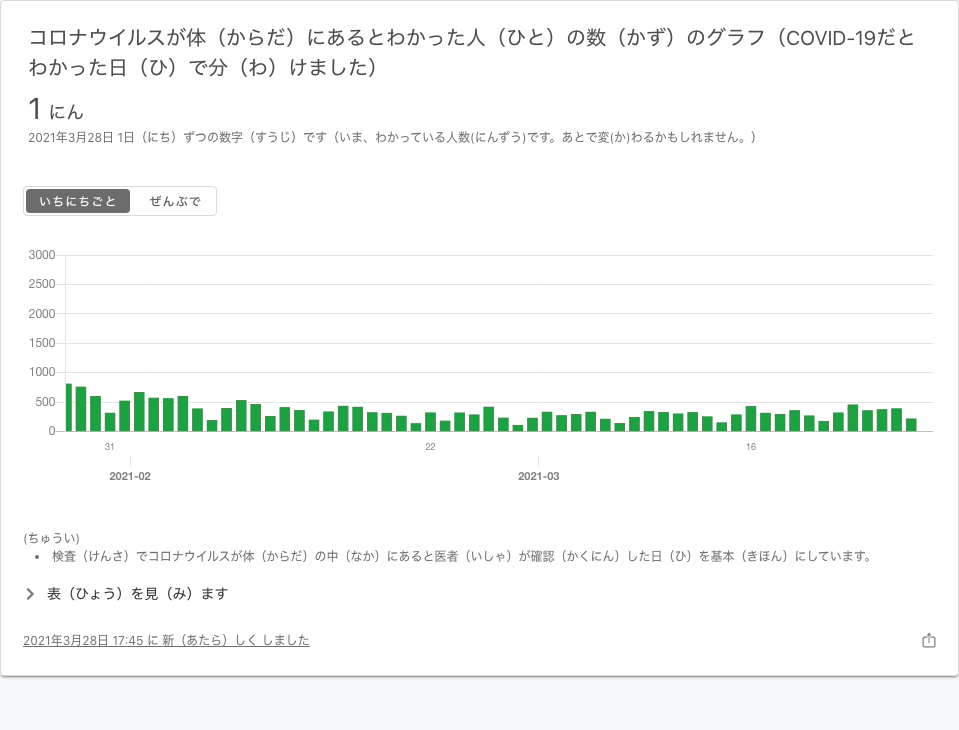 コロナウイルスが体（からだ）にあるとわかった人（ひと）の数（かず）のグラフ（COVID-19だと
わかった日（ひ）で分（わ）けました）
1 にん
2021年3月28日 1日（にち）ずつの数字（すうじ）です（いま、わかっている人数(にんずう)です。あとで変(か)わるかもしれません。）
いちにちごと ぜんぶで
3000
2500
2000
1500
1000
500
0
31 22 16
2021-02 2021-03
(ちゅうい)
• 検査（けんさ）でコロナウイルスが体（からだ）の中（なか）にあると医者（いしゃ）が確認（かくにん）した日（ひ）を基本（きほん）にしています。
表（ひょう）を見（み）ます
2021年3月28日 17:45 に 新（あたら）しく しました